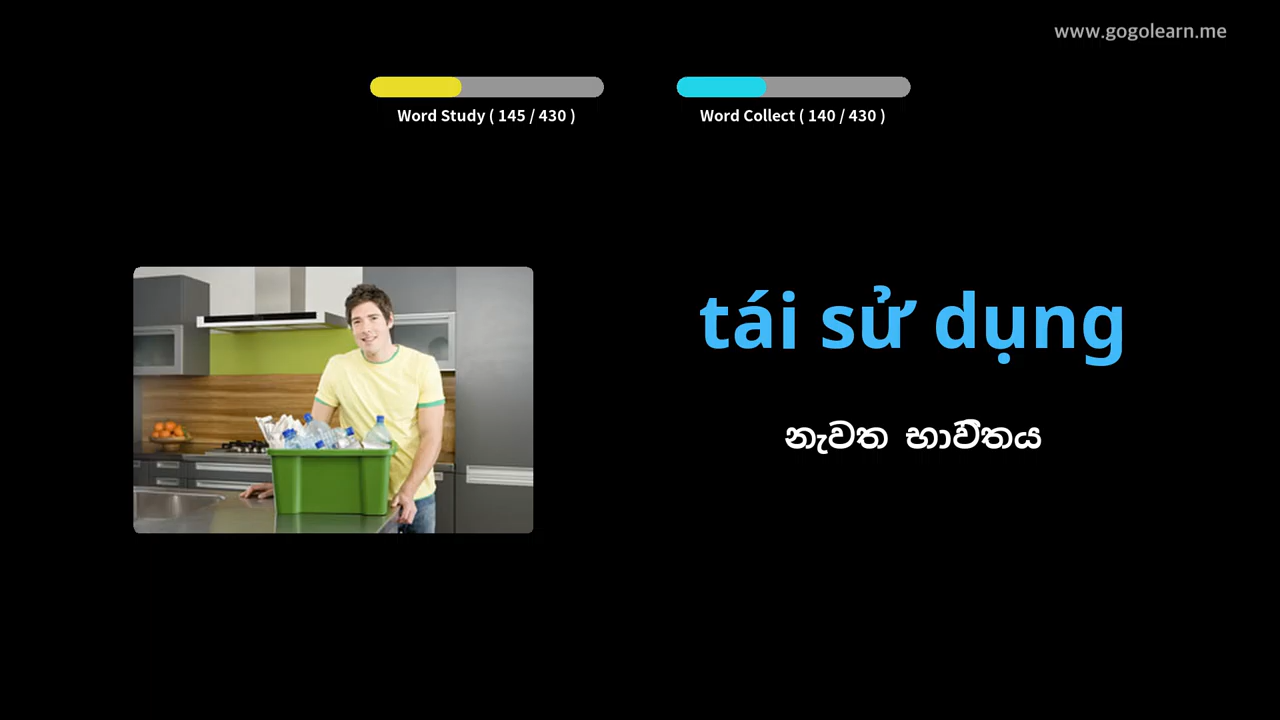 www.gogolearn.me
Word Study ( 145 / 430 )
Word Collect ( 140 / 430 )
tái sử dụng
නැවත භාවිතය